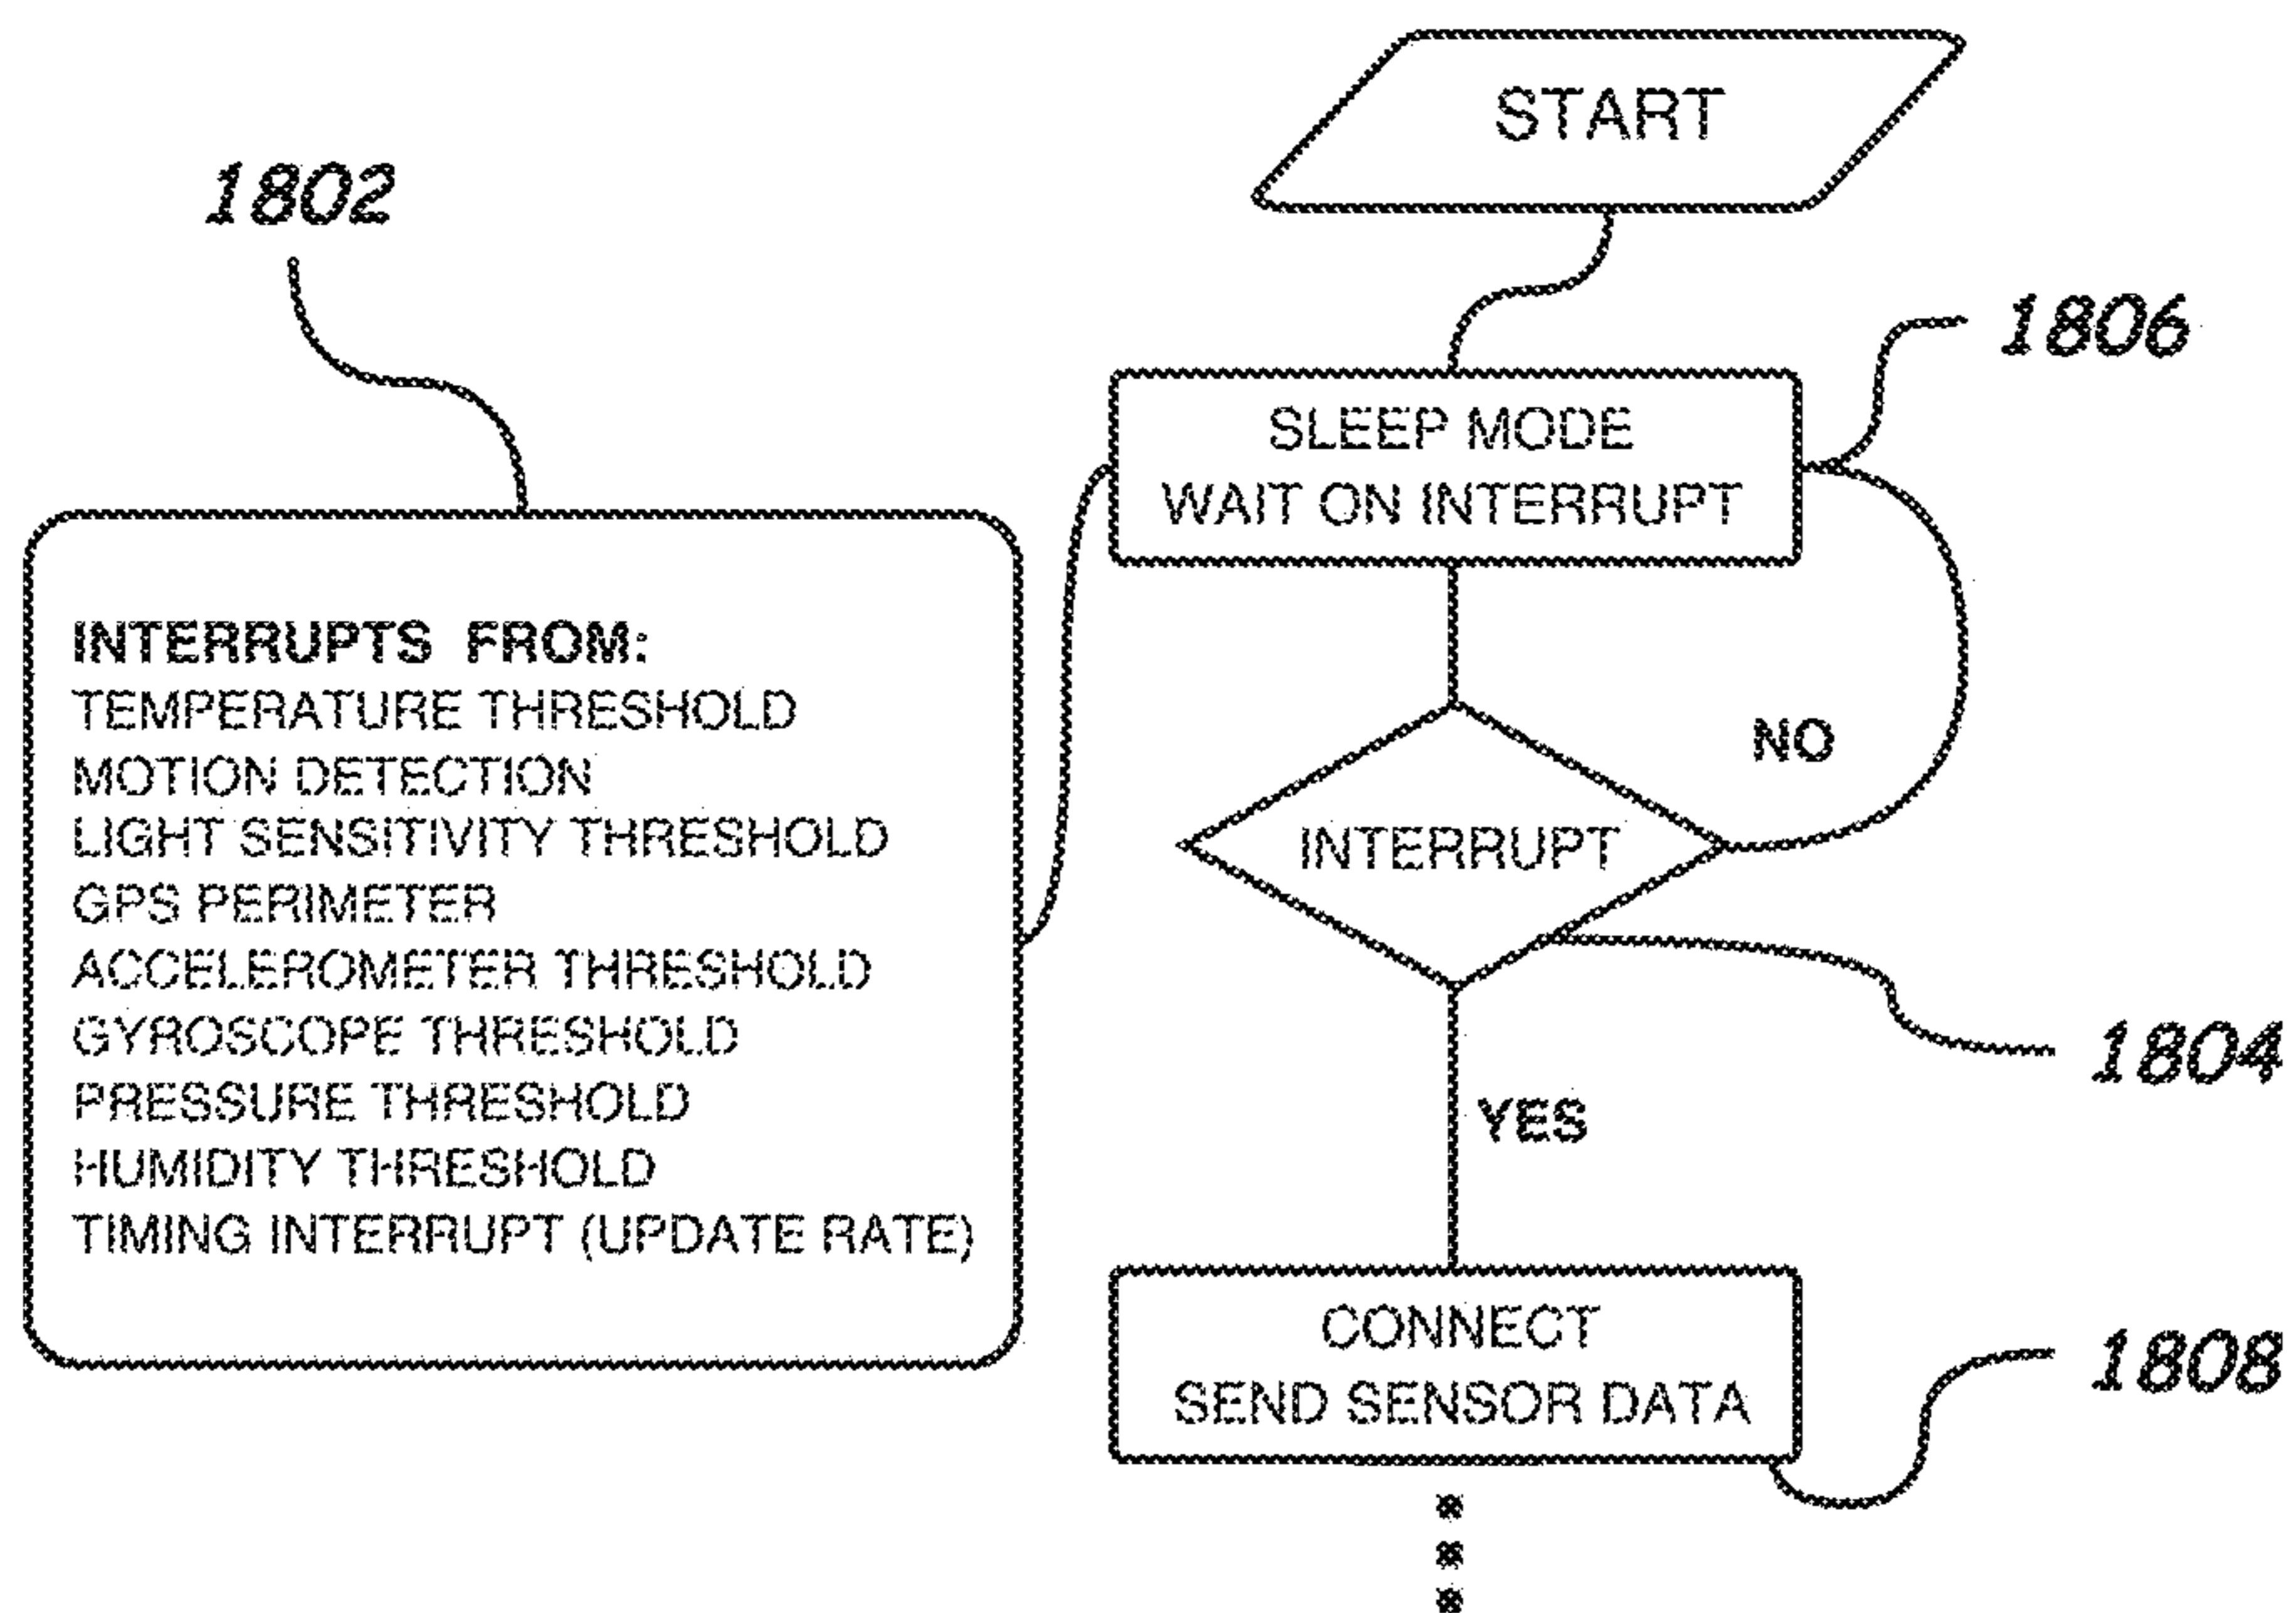 START
1802
1806
SLEEP MODE
WAIT ON INTERRUPT
INTERRUPTS FROM:
TEMPERATURE THRESHOLD
MOTION DETECTION
LIGHT SENSITIVITY THRESHOLD
GPS PERIMETER
ACCELEROMETER THRESHOLD
GYROSCOPE THRESHOLD
PRESSURE THRESHOLD
HUMIDITY THRESHOLD
TIMING INTERRUPT (UPDATE RATE)
NO
INTERRUPT
1804
YES
CONNECT
SEND SENSOR DATA
1808